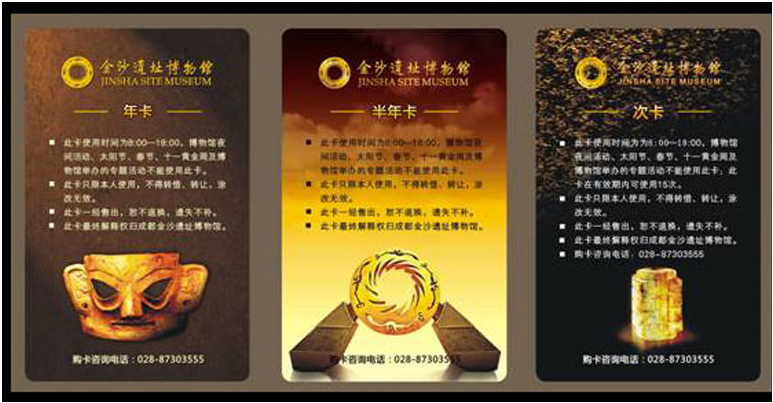 金沙遗址博物馆
JINSHA SITE MUSEUM
年卡
此卡使用时间为8:00—18:00。博物馆夜
间活动、太阳节、春节、十一黄金周及博
物馆举办的专题活动不能使用此卡。
此卡只限本人使用，不得转借、转让，涂
改无效。
此卡一经售出，恕不退换，遗失不补。
此卡最终解释权归成都金沙遗址博物馆。
购卡咨询电话：028-87303555
金沙遗址博物馆
JINSHA SITE MUSEUM
半年卡
此卡使用时间为8:00—18:00。博物馆夜
间活动、太阳节、春节、十一黄金周及博
物馆举办的专题活动不能使用此卡。
此卡只限本人使用，不得转借、转让，涂
改无效。
此卡一经售出，恕不退换，遗失不补。
此卡最终解释权归成都金沙遗址博物馆。
购卡咨询电话：028-87303555
金沙遗址博物馆
JINSHA SITE MUSEUM
次卡
此卡使用时间为为8:00—18:00，博物馆
夜间活动、太阳节、春节、十一黄金周及
博物馆举办的专题活动不能使用此卡；此
卡在有效期内可使用15次。
此卡只限本人使用，不得转借、转让，涂
改无效。
此卡一经售出，恕不退换，遗失不补。
此卡最终解释权归成都金沙遗址博物馆。
购卡咨询电话：028-87303555
购卡咨询电话：028-87303555